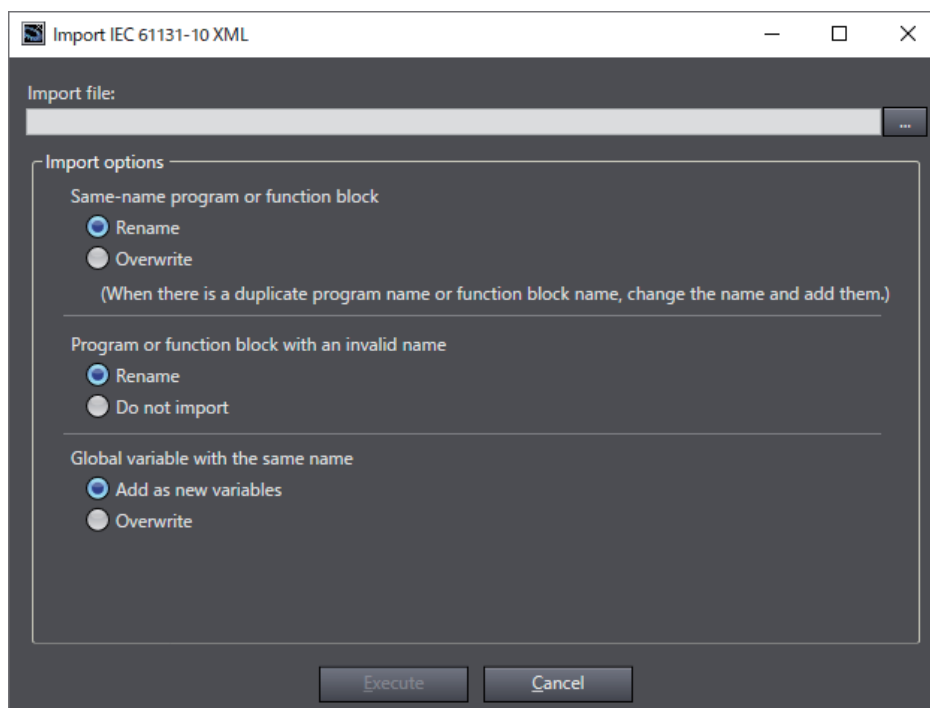 Import IEC 61131-10 XML
Import file:
...
Import options
Same-name program or function block
Rename
Overwrite
(When there is a duplicate program name or function block name, change the name and add them.)
Program or function block with an invalid name
Rename
Do not import
Global variable with the same name
Add as new variables
Overwrite
Execute
Cancel